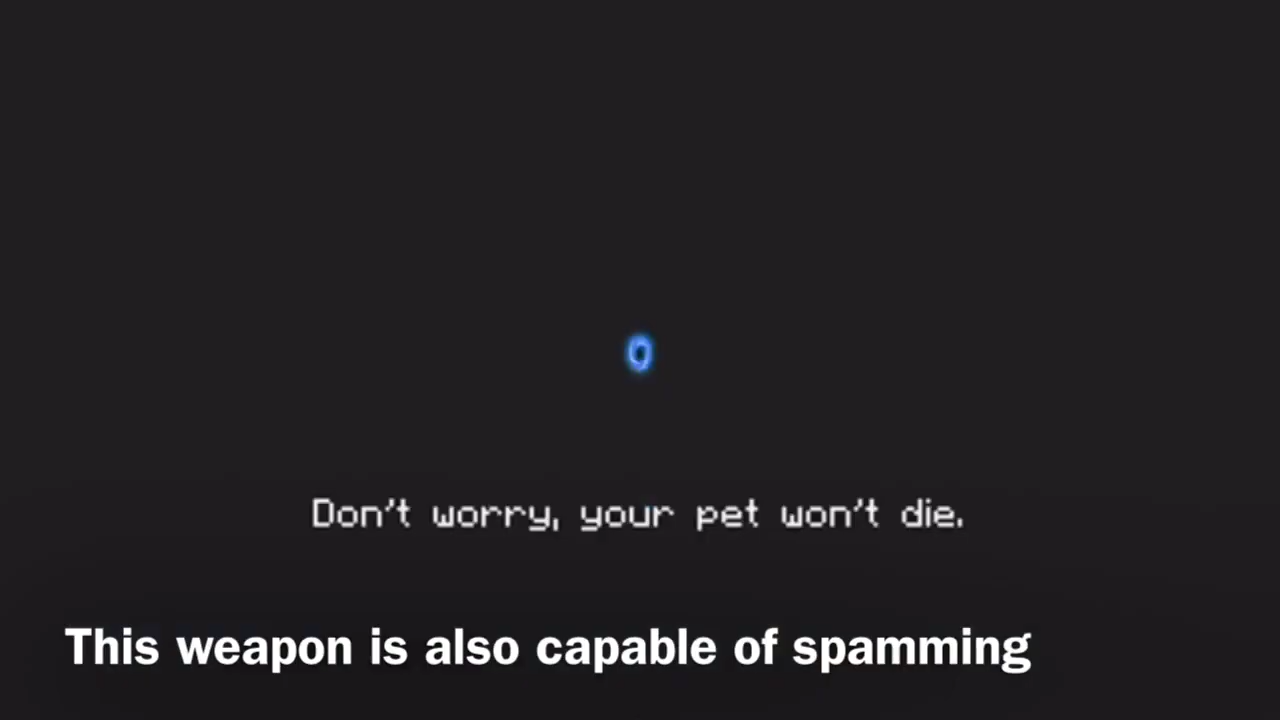 Don't worry, your pet won't die.
This weapon is also capable of spamming